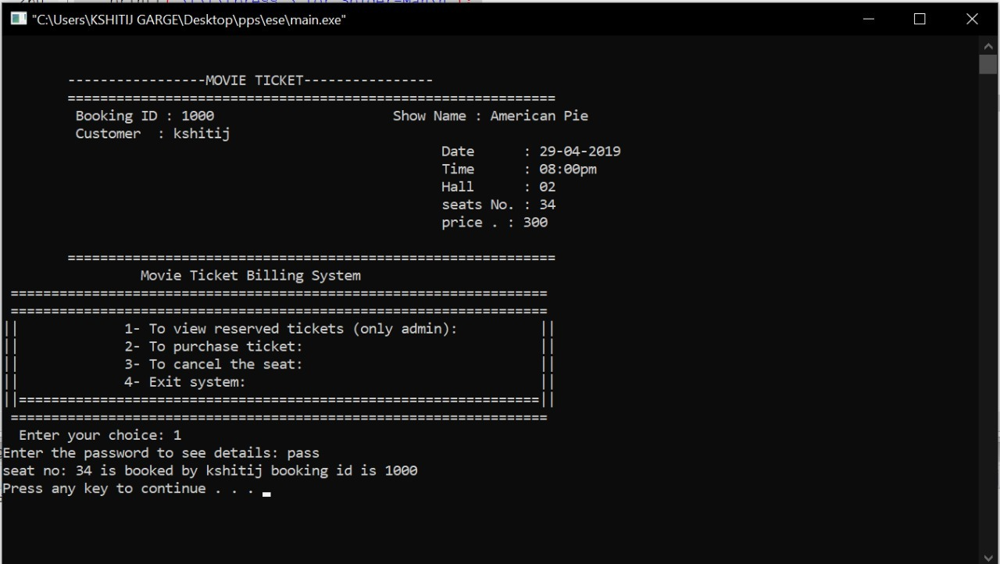 "C:\Users\KSHITIJ GARGE\Desktop\pps\ese\main.exe"
-----------------MOVIE TICKET----------------
============================================================
Booking ID : 1000 Show Name : American Pie
Customer : kshitij
Date : 29-04-2019
Time : 08:00pm
Hall : 02
seats No. : 34
price . : 300
============================================================
Movie Ticket Billing System
==================================================================
==================================================================
|| 1- To view reserved tickets (only admin): ||
|| 2- To purchase ticket: ||
|| 3- To cancel the seat: ||
|| 4- Exit system: ||
||================================================================||
==================================================================
Enter your choice: 1
Enter the password to see details: pass
seat no: 34 is booked by kshitij booking id is 1000
Press any key to continue . . .